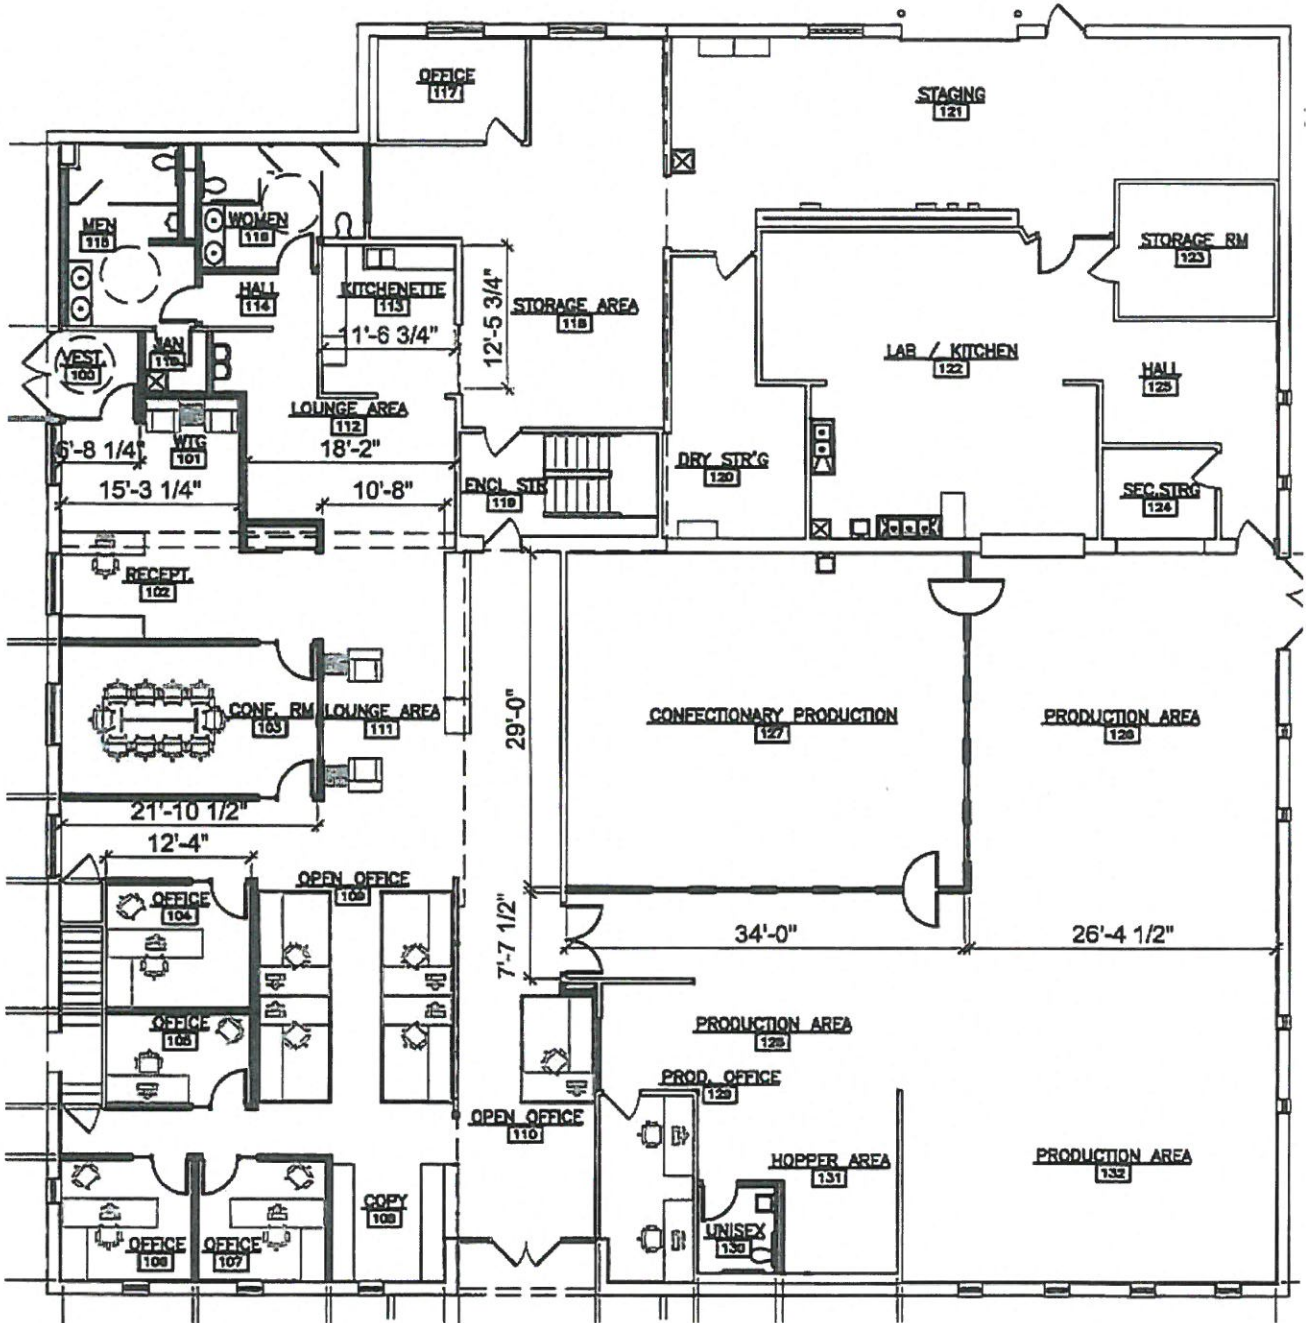 OFFICE
117
STAGING
121
MEN
115
WOMEN
116
STORAGE RM
123
HALL
114
KITCHENETTE
113
12'-5 3/4"
STORAGE AREA
118
11'-6 3/4"
VEST.
100
JAN
LAB / KITCHEN
122
HALL
125
LOUNGE AREA
112
WTG
101
6'-8 1/4"
18'-2"
DRY STR'G
120
15'-3 1/4"
10'-8"
ENCL STR
119
SEC.STRG
124
RECEPT.
102
29'-0"
CONF. RM
103
LOUNGE AREA
111
CONFECTIONARY PRODUCTION
127
PRODUCTION AREA
21'-10 1/2"
12'-4"
OPEN OFFICE
109
OFFICE
104
7'-7 1/2"
34'-0"
26'-4 1/2"
OFFICE
105
PRODUCTION AREA
PROD. OFFICE
129
OPEN OFFICE
110
HOPPER AREA
131
PRODUCTION AREA
132
COPY
108
UNISEX
130
OFFICE
106
OFFICE
107